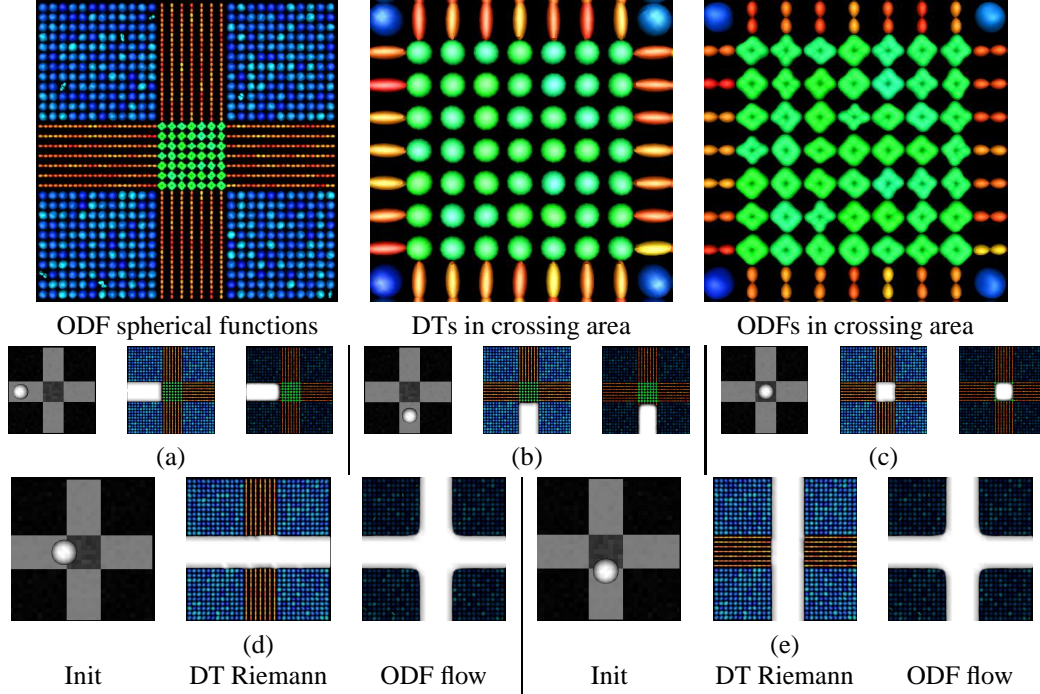 ODF spherical functions DTs in crossing area ODFs in crossing area
(a) (b) (c)
(d) (e)
Init DT Riemann ODF flow Init DT Riemann ODF flow